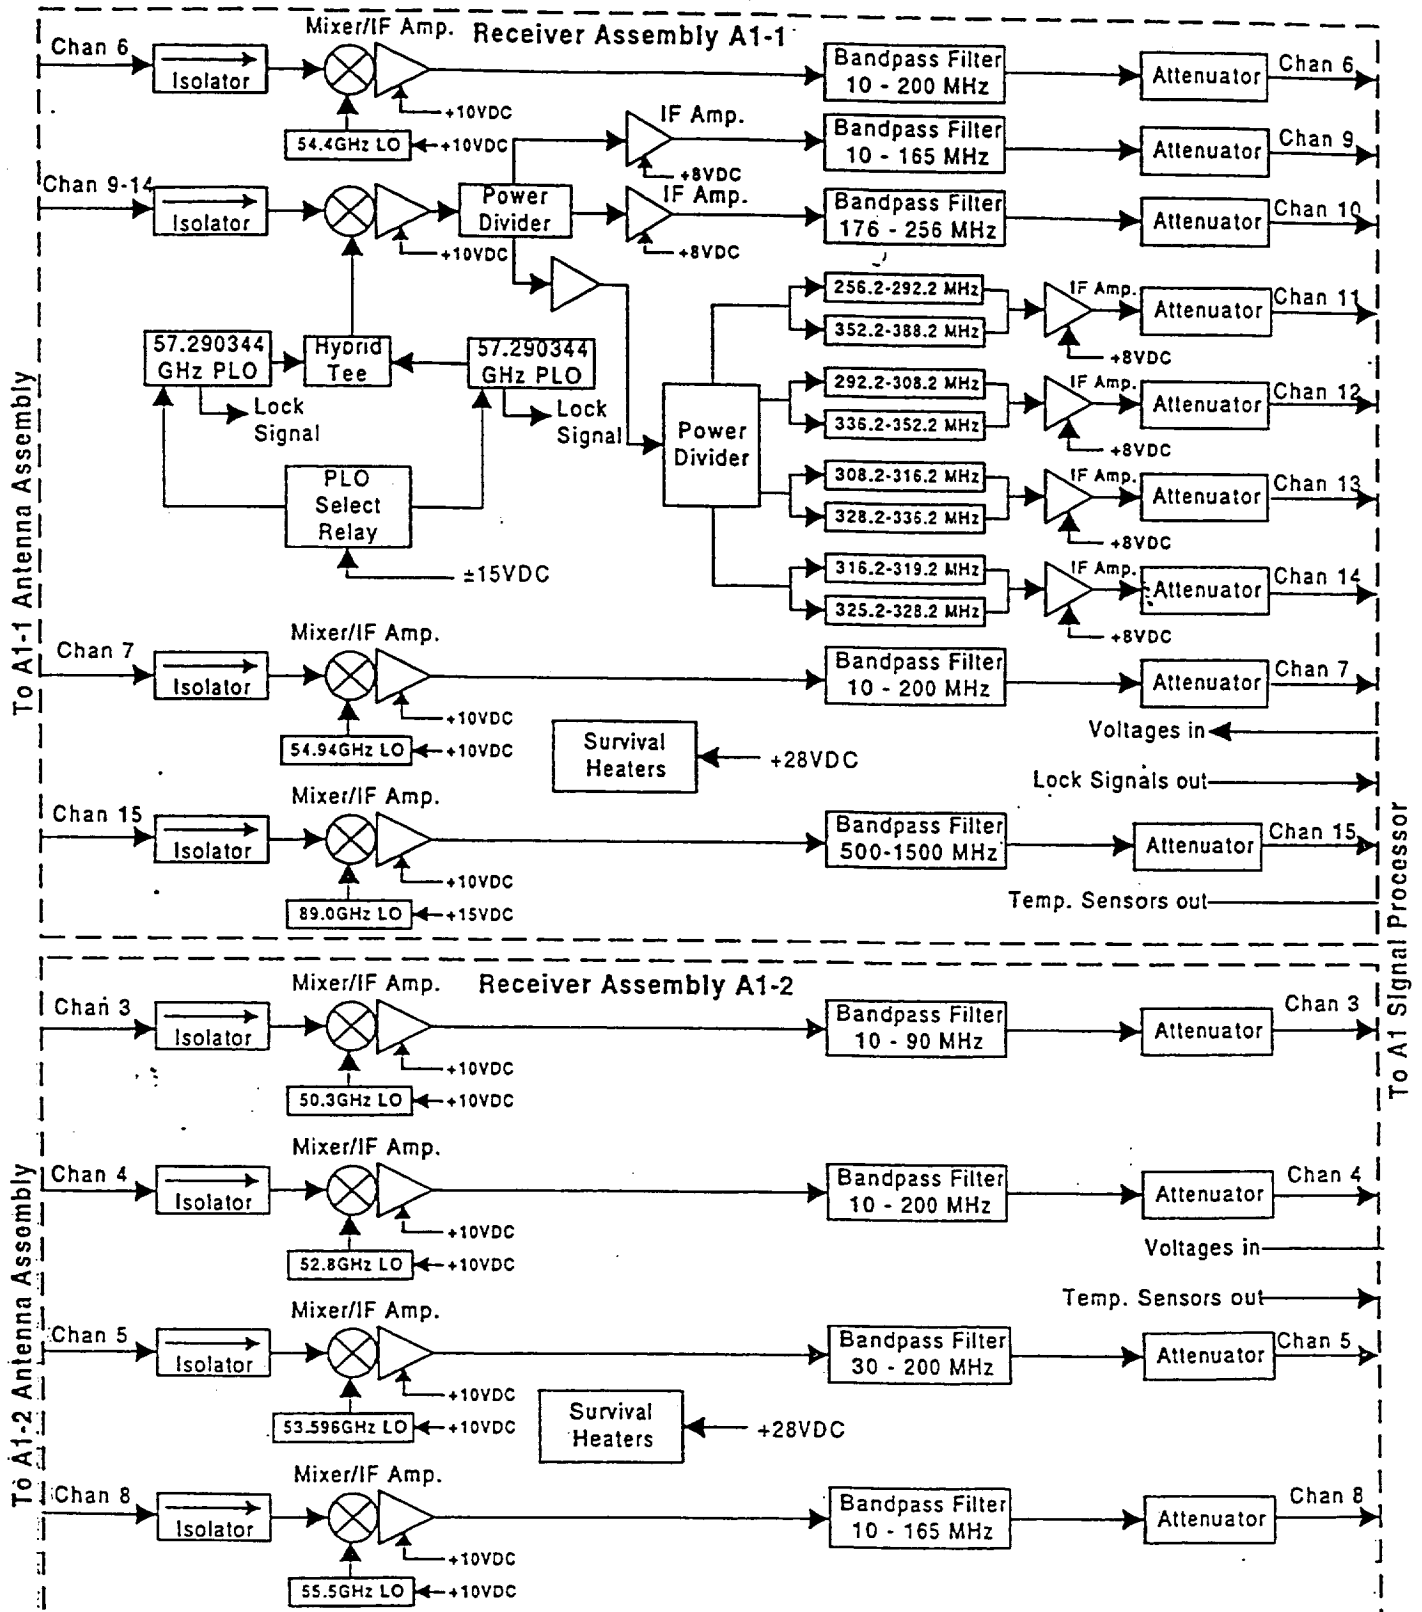 Receiver Assembly A1-1
Mixer/IF Amp.
Chan 6
Isolator
+10VDC
54.4GHz LO
+10VDC
Bandpass Filter
10 - 200 MHz
Attenuator
Chan 6
IF Amp.
+8VDC
Bandpass Filter
10 - 165 MHz
Attenuator
Chan 9
Chan 9-14
Isolator
+10VDC
Power
Divider
IF Amp.
+8VDC
Bandpass Filter
176 - 256 MHz
Attenuator
Chan 10
57.290344
GHz PLO
Hybrid
Tee
57.290344
GHz PLO
Lock
Signal
Lock
Signal
PLO
Select
Relay
±15VDC
Power
Divider
256.2-292.2 MHz
352.2-388.2 MHz
IF Amp.
+8VDC
Attenuator
Chan 11
292.2-308.2 MHz
336.2-352.2 MHz
IF Amp.
+8VDC
Attenuator
Chan 12
308.2-316.2 MHz
328.2-336.2 MHz
IF Amp.
+8VDC
Attenuator
Chan 13
316.2-319.2 MHz
325.2-328.2 MHz
IF Amp.
+8VDC
Attenuator
Chan 14
Mixer/IF Amp.
Chan 7
Isolator
+10VDC
54.94GHz LO
+10VDC
Bandpass Filter
10 - 200 MHz
Attenuator
Chan 7
Survival
Heaters
+28VDC
Voltages in
Lock Signals out
Mixer/IF Amp.
Chan 15
Isolator
+10VDC
89.0GHz LO
+15VDC
Bandpass Filter
500-1500 MHz
Attenuator
Chan 15
Temp. Sensors out
To A1-1 Antenna Assembly
To A1 Signal Processor
Receiver Assembly A1-2
Mixer/IF Amp.
Chan 3
Isolator
+10VDC
50.3GHz LO
+10VDC
Bandpass Filter
10 - 90 MHz
Attenuator
Chan 3
Mixer/IF Amp.
Chan 4
Isolator
+10VDC
52.8GHz LO
+10VDC
Bandpass Filter
10 - 200 MHz
Attenuator
Chan 4
Voltages in
Temp. Sensors out
Mixer/IF Amp.
Chan 5
Isolator
+10VDC
53.596GHz LO
+10VDC
Bandpass Filter
30 - 200 MHz
Attenuator
Chan 5
Survival
Heaters
+28VDC
Mixer/IF Amp.
Chan 8
Isolator
+10VDC
55.5GHz LO
+10VDC
Bandpass Filter
10 - 165 MHz
Attenuator
Chan 8
To A1-2 Antenna Assembly